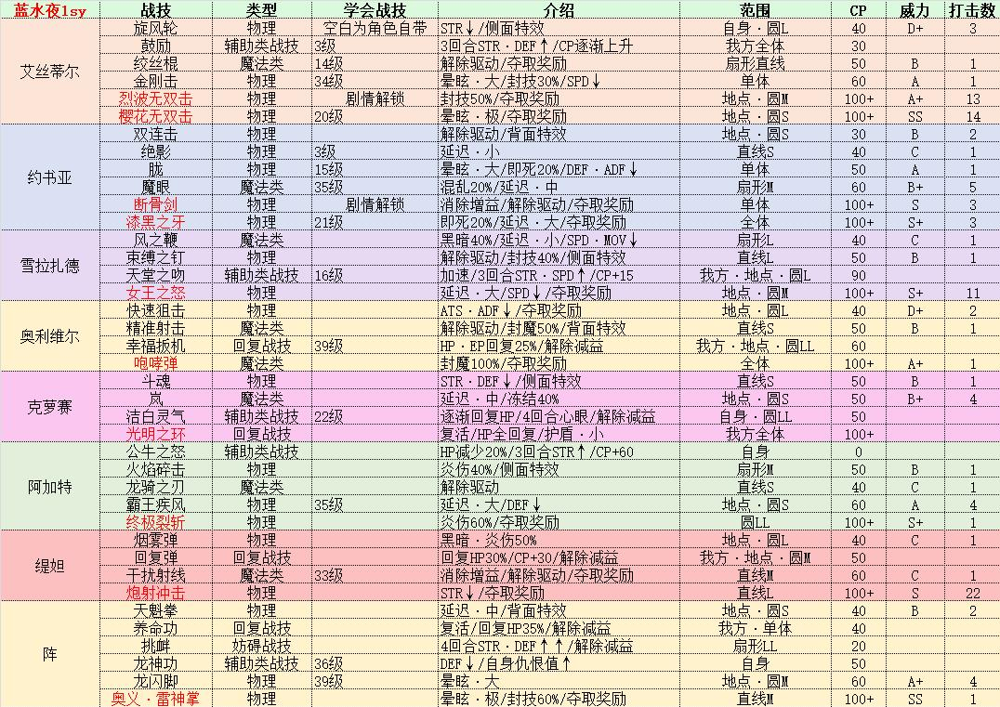 蓝水夜lsy 战技 类型 学会战技 介绍 范围 CP 威力 打击数
艾丝蒂尔
旋风轮 物理 空白为角色自带 STR↓/侧面特效 自身·圆L 40 D+ 3
鼓励 辅助类战技 3级 3回合STR·DEF↑/CP逐渐上升 我方全体 30
绞丝棍 魔法类 14级 解除驱动/夺取奖励 扇形直线 50 B 1
金刚击 物理 34级 晕眩·大/封技30%/SPD↓ 单体 60 A 1
烈波无双击 物理 剧情解锁 封技50%/夺取奖励 地点·圆M 100+ A+ 13
樱花无双击 物理 20级 晕眩·极/夺取奖励 地点·圆S 100+ SS 14
约书亚
双连击 物理 解除驱动/背面特效 地点·圆S 30 B 2
绝影 物理 3级 延迟·小 直线S 40 C 1
胧 物理 15级 晕眩·大/即死20%/DEF·ADF↓ 单体 50 A 1
魔眼 魔法类 35级 混乱20%/延迟·中 扇形M 60 B+ 5
断骨剑 物理 剧情解锁 消除增益/解除驱动/夺取奖励 单体 100+ S 3
漆黑之牙 物理 21级 即死20%/延迟·大/夺取奖励 全体 100+ S+ 3
雪拉扎德
风之鞭 魔法类 黑暗40%/延迟·小/SPD·MOV↓ 扇形L 40 C 1
束缚之钉 物理 解除驱动/封技40%/侧面特效 直线L 50 B 1
天堂之吻 辅助类战技 16级 加速/3回合STR·SPD↑/CP+15 我方·地点·圆L 90
女王之怒 物理 延迟·大/SPD↓/夺取奖励 地点·圆M 100+ S+ 11
奥利维尔
快速狙击 物理 ATS·ADF↓/夺取奖励 地点·圆L 40 D+ 2
精准射击 魔法类 解除驱动/封魔50%/背面特效 直线S 50 B 1
幸福扳机 回复战技 39级 HP·EP回复25%/解除减益 我方·地点·圆LL 60
咆哮弹 魔法类 封魔100%/夺取奖励 全体 100+ A+ 1
克萝赛
斗魂 物理 STR·DEF↓/侧面特效 直线S 50 B 1
岚 魔法类 延迟·中/冻结40% 地点·圆S 50 B+ 4
洁白灵气 辅助类战技 22级 逐渐回复HP/4回合心眼/解除减益 自身·圆LL 50
光明之环 回复战技 复活/HP全回复/护盾·小 我方全体 100+
阿加特
公牛之怒 辅助类战技 HP减少20%/3回合STR↑/CP+60 自身 0
火焰碎击 物理 炎伤40%/侧面特效 扇形M 50 B 1
龙骑之刃 魔法类 解除驱动 直线S 40 C 1
霸王疾风 物理 35级 延迟·大/DEF↓ 地点·圆S 60 A 4
终极裂斩 物理 炎伤60%/夺取奖励 圆LL 100+ S+ 1
缇妲
烟雾弹 物理 黑暗·炎伤50% 地点·圆L 40 C 1
回复弹 回复战技 回复HP30%/CP+30/解除减益 我方·地点·圆M 50
干扰射线 魔法类 33级 消除增益/解除驱动/夺取奖励 直线M 60 C 1
炮射冲击 物理 STR↓/夺取奖励 直线L 100+ S 22
阵
天魁拳 物理 延迟·中/背面特效 地点·圆S 40 B 2
养命功 回复战技 复活/回复HP35%/解除减益 我方·单体 40
挑衅 妨碍战技 4回合STR·DEF↑↑/解除减益 扇形LL 20
龙神功 辅助类战技 36级 DEF↓/自身仇恨值↑ 自身 50
龙闪脚 物理 39级 晕眩·大 地点·圆M 60 A+ 4
奥义·雷神掌 物理 晕眩·极/封技60%/夺取奖励 直线M 100+ SS 1